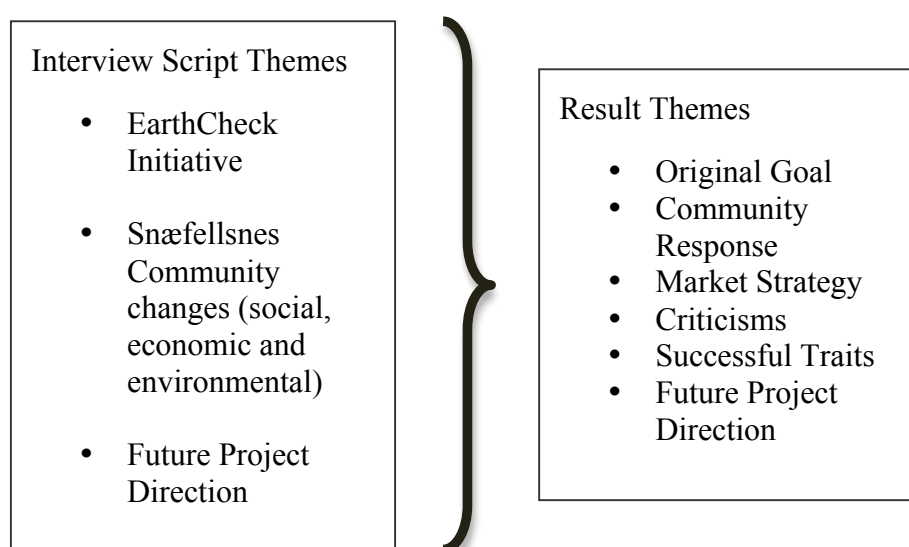 Interview Script Themes
• EarthCheck
Initiative
• Snæfellsnes
Community
changes (social,
economic and
environmental)
• Future Project
Direction
Result Themes
• Original Goal
• Community
Response
• Market Strategy
• Criticisms
• Successful Traits
• Future Project
Direction